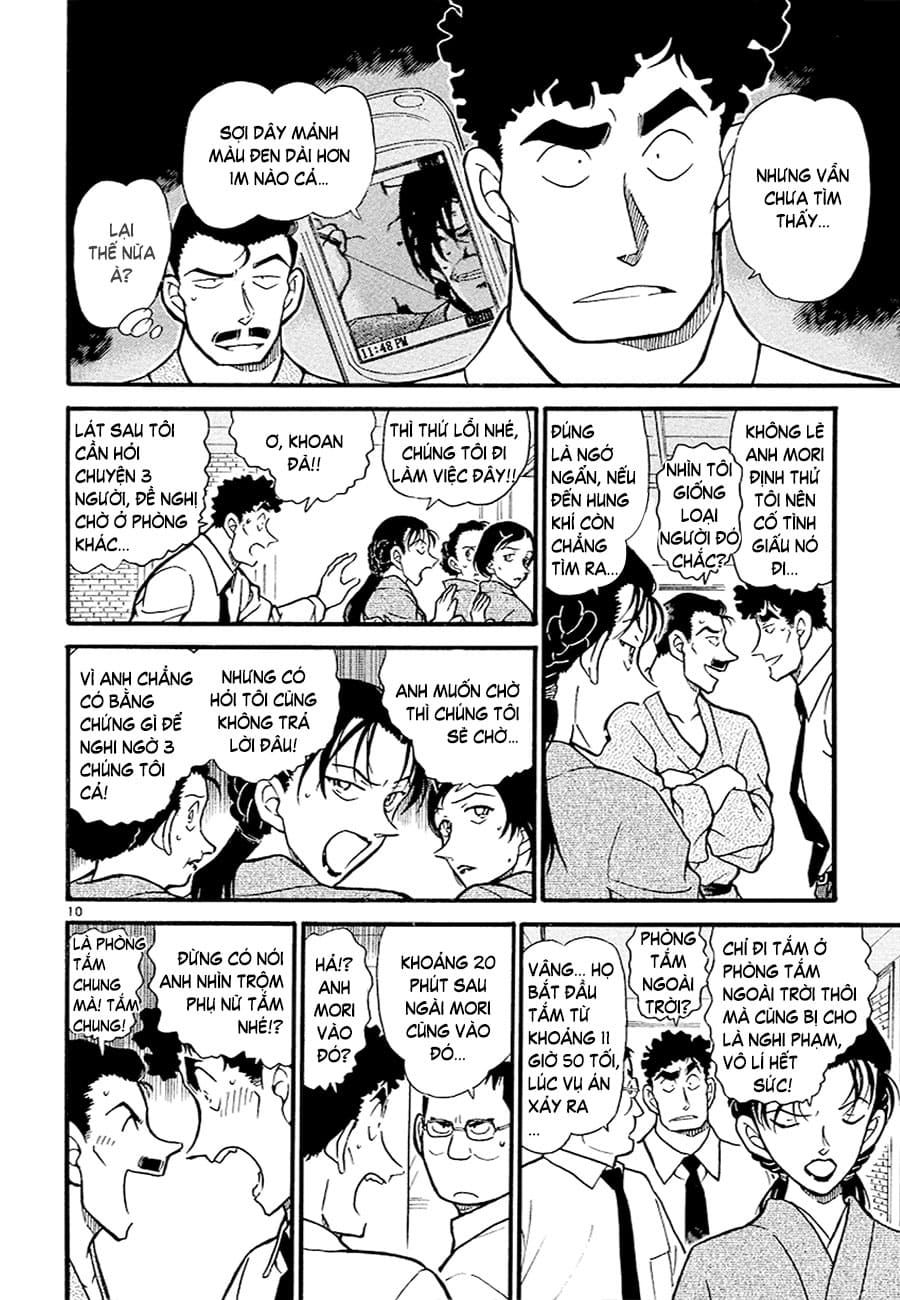 NHƯNG VẪN
CHƯA TÌM
THẤY...
SỢI DÂY MẢNH
MÀU ĐEN DÀI HƠN
1M NÀO CẢ...
11:48 PM
LẠI
THẾ NỮA
À?
KHÔNG LẼ
ANH MORI
ĐỊNH THỬ
TÔI NÊN
CỐ TÌNH
GIẤU NÓ
ĐI...
NHÌN TÔI
GIỐNG
LOẠI
NGƯỜI ĐÓ
CHẮC?
ĐÚNG
LÀ NGỚ
NGẨN, NẾU
ĐẾN HUNG
KHÍ CÒN
CHẲNG
TÌM RA...
THÌ THỨ LỖI NHÉ,
CHÚNG TÔI ĐI
LÀM VIỆC ĐÂY!!
Ơ, KHOAN
ĐÃ!!
LÁT SAU TÔI
CẦN HỎI
CHUYỆN 3
NGƯỜI, ĐỀ NGHỊ
CHỜ Ở PHÒNG
KHÁC...
ANH MUỐN CHỜ
THÌ CHÚNG TÔI
SẼ CHỜ...
NHƯNG CÓ
HỎI TÔI CŨNG
KHÔNG TRẢ
LỜI ĐÂU!
VÌ ANH CHẲNG
CÓ BẰNG
CHỨNG GÌ ĐỂ
NGHI NGỜ 3
CHÚNG TÔI
CẢ!
10
CHỈ ĐI TẮM Ở
PHÒNG TẮM
NGOÀI TRỜI THÔI
MÀ CŨNG BỊ CHO
LÀ NGHI PHẠM,
VÔ LÍ HẾT
SỨC!
PHÒNG
TẮM
NGOÀI
TRỜI?
VÂNG... HỌ
BẮT ĐẦU
TẮM TỪ
KHOẢNG 11
GIỜ 50 TỐI,
LÚC VỤ ÁN
XẢY RA
...
KHOẢNG 20
PHÚT SAU
NGÀI MORI
CŨNG VÀO
ĐÓ...
HẢ!?
ANH
MORI
VÀO
ĐÓ?
ĐỪNG CÓ NÓI
ANH NHÌN TRỘM
PHỤ NỮ TẮM
NHÉ!?
LÀ PHÒNG
TẮM
CHUNG
MÀ! TẮM
CHUNG!